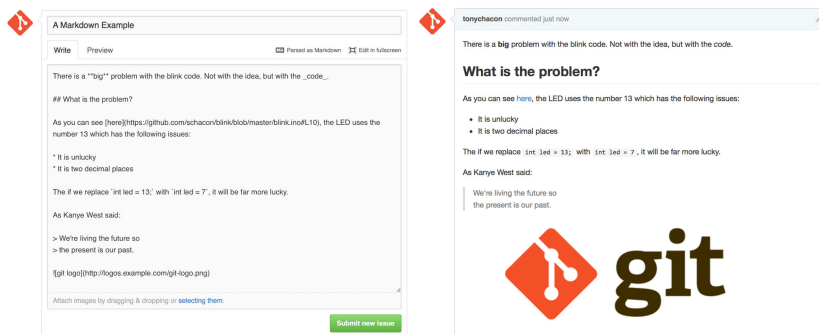 A Markdown Example
Write Preview Parsed as Markdown Edit in fullscreen
There is a **big** problem with the blink code. Not with the idea, but with the _code_.
## What is the problem?
As you can see [here](https://github.com/schacon/blink/blob/master/blink.ino#L10), the LED uses the
number 13 which has the following issues:
* It is unlucky
* It is two decimal places
The if we replace `int led = 13;` with `int led = 7`, it will be far more lucky.
As Kanye West said:
> We're living the future so
> the present is our past.
![git logo](http://logos.example.com/git-logo.png)
Attach images by dragging & dropping or selecting them.
Submit new issue
tonychacon commented just now
There is a big problem with the blink code. Not with the idea, but with the code.
What is the problem?
As you can see here, the LED uses the number 13 which has the following issues:
• It is unlucky
• It is two decimal places
The if we replace int led = 13; with int led = 7 , it will be far more lucky.
As Kanye West said:
We're living the future so
the present is our past.
git